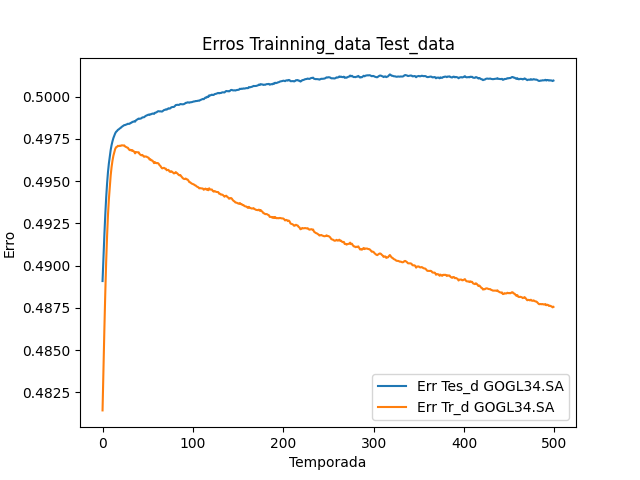 Erros Trainning_data Test_data
Erro
0.5000
0.4975
0.4950
0.4925
0.4900
0.4875
0.4850
0.4825
0
100
200
300
400
500
Temporada
Err Tes_d GOGL34.SA
Err Tr_d GOGL34.SA